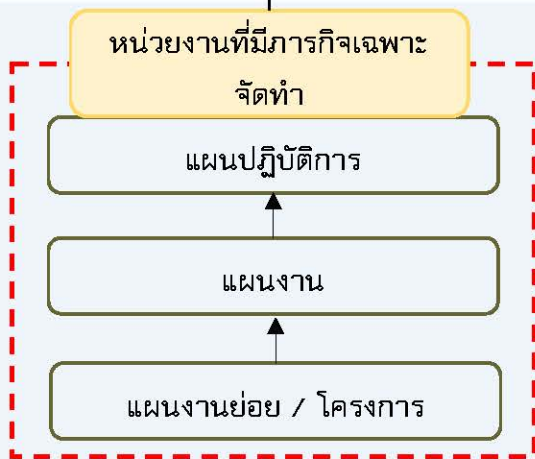 หน่วยงานที่มีภารกิจเฉพาะ
จัดทำ
แผนปฏิบัติการ
แผนงาน
แผนงานย่อย / โครงการ